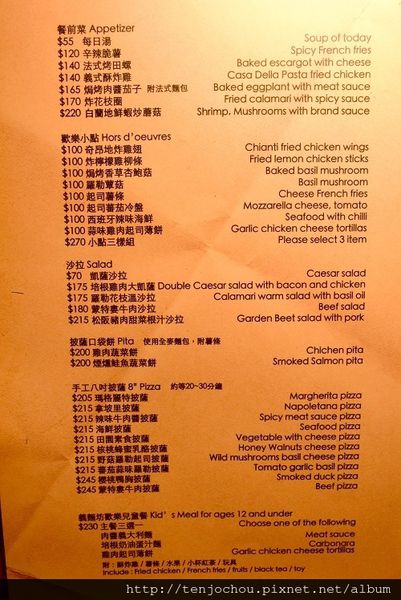 餐前菜 Appetizer
$55 每日湯 Soup of today
$120 辛辣脆薯 Spicy French fries
$140 法式烤田螺 Baked escargot with cheese
$140 義式酥炸雞 Casa Della Pasta fried chicken
$165 焗烤肉醬茄子 附法式麵包 Baked eggplant with meat sauce
$170 炸花枝圈 Fried calamari with spicy sauce
$220 白蘭地鮮蝦炒蘑菇 Shrimp, Mushrooms with brand sauce
歡樂小點 Hors d'oeuvres
$100 奇昂地炸雞翅 Chianti fried chicken wings
$100 炸檸檬雞柳條 Fried lemon chicken sticks
$100 焗烤香草杏鮑菇 Baked basil mushroom
$100 羅勒蕈菇 Basil mushroom
$100 起司薯條 Cheese French fries
$100 起司蕃茄冷盤 Mozzarella cheese, tomato
$100 西班牙辣味海鮮 Seafood with chilli
$100 蒜味雞肉起司薄餅 Garlic chicken cheese tortillas
$270 小點三樣組 Please select 3 item
沙拉 Salad
$70 凱薩沙拉 Caesar salad
$175 培根雞肉大凱薩 Double Caesar salad with bacon and chicken
$175 羅勒花枝溫沙拉 Calamari warm salad with basil oil
$180 蒙特婁牛肉沙拉 Beef salad
$215 松阪豬肉甜菜根汁沙拉 Garden Beet salad with pork
披薩口袋餅 Pita 使用全麥麵包，附薯條
$200 雞肉蔬菜餅 Chichen pita
$200 煙燻鮭魚蔬菜餅 Smoked Salmon pita
手工八吋披薩 8" Pizza 約等20~30分鐘
$205 瑪格麗特披薩 Margherita pizza
$215 拿坡里披薩 Napoletana pizza
$215 辣味牛肉醬披薩 Spicy meat sauce pizza
$215 海鮮披薩 Seafood pizza
$215 田園素食披薩 Vegetable with cheese pizza
$215 核桃蜂蜜乳酪披薩 Honey Walnuts cheese pizza
$215 野菇羅勒起司披薩 Wild mushrooms basil cheese pizza
$215 蕃茄蒜味羅勒披薩 Tomato garlic basil pizza
$245 櫻桃鴨胸披薩 Smoked duck pizza
$245 蒙特婁牛肉披薩 Beef pizza
義麵坊歡樂兒童餐 Kid's Meal for ages 12 and under
$230 主餐三選一 Choose one of the following
肉醬義大利麵 Meat sauce
培根奶油蛋汁麵 Carbonara
雞肉起司薄餅 Garlic chicken cheese tortillas
附：酥炸雞 / 薯條 / 水果 / 小杯紅茶 / 玩具
Include : Fried chicken / French fries / fruits / black tea / toy
http://tenjochou.pixnet.net/album